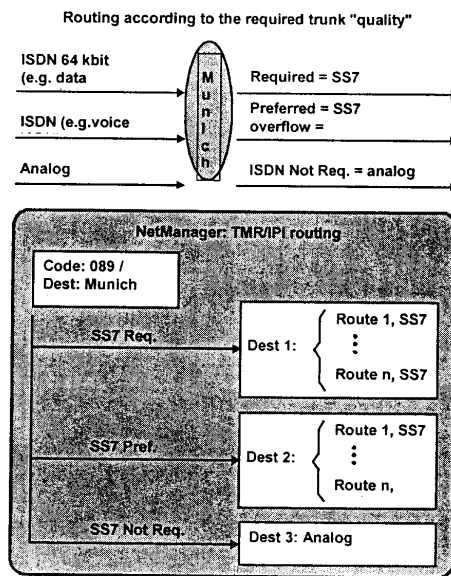 Routing according to the required trunk "quality"
ISDN 64 kbit
(e.g. data
ISDN (e.g.voice
Analog
Munich
Required = SS7
Preferred = SS7
overflow =
ISDN Not Req. = analog
NetManager: TMR/IPI routing
Code: 089 /
Dest: Munich
SS7 Req.
Dest 1:
Route 1, SS7
Route n, SS7
SS7 Pref.
Dest 2:
Route 1, SS7
Route n,
SS7 Not Req.
Dest 3: Analog